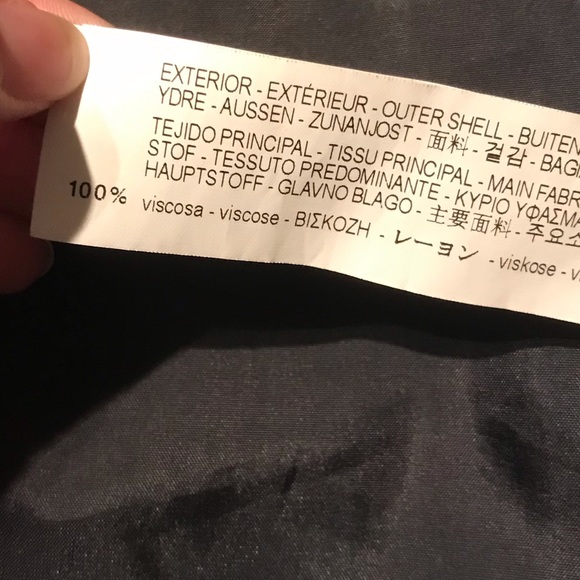 EXTERIOR - EXTÉRIEUR - OUTER SHELL - BUITEN
YDRE - AUSSEN - ZUNANJOST - 面料 - 겉감 -
TEJIDO PRINCIPAL - TISSU PRINCIPAL - MAIN FABR
STOF - TESSUTO PREDOMINANTE - ΚΥΡΙΟ ΥΦΑΣΜΑ
HAUPTSTOFF - GLAVNO BLAGO - 主要面料 - 주요소
100% viscosa - viscose - ΒΙΣΚΟΖΗ - レーヨン - viskose -